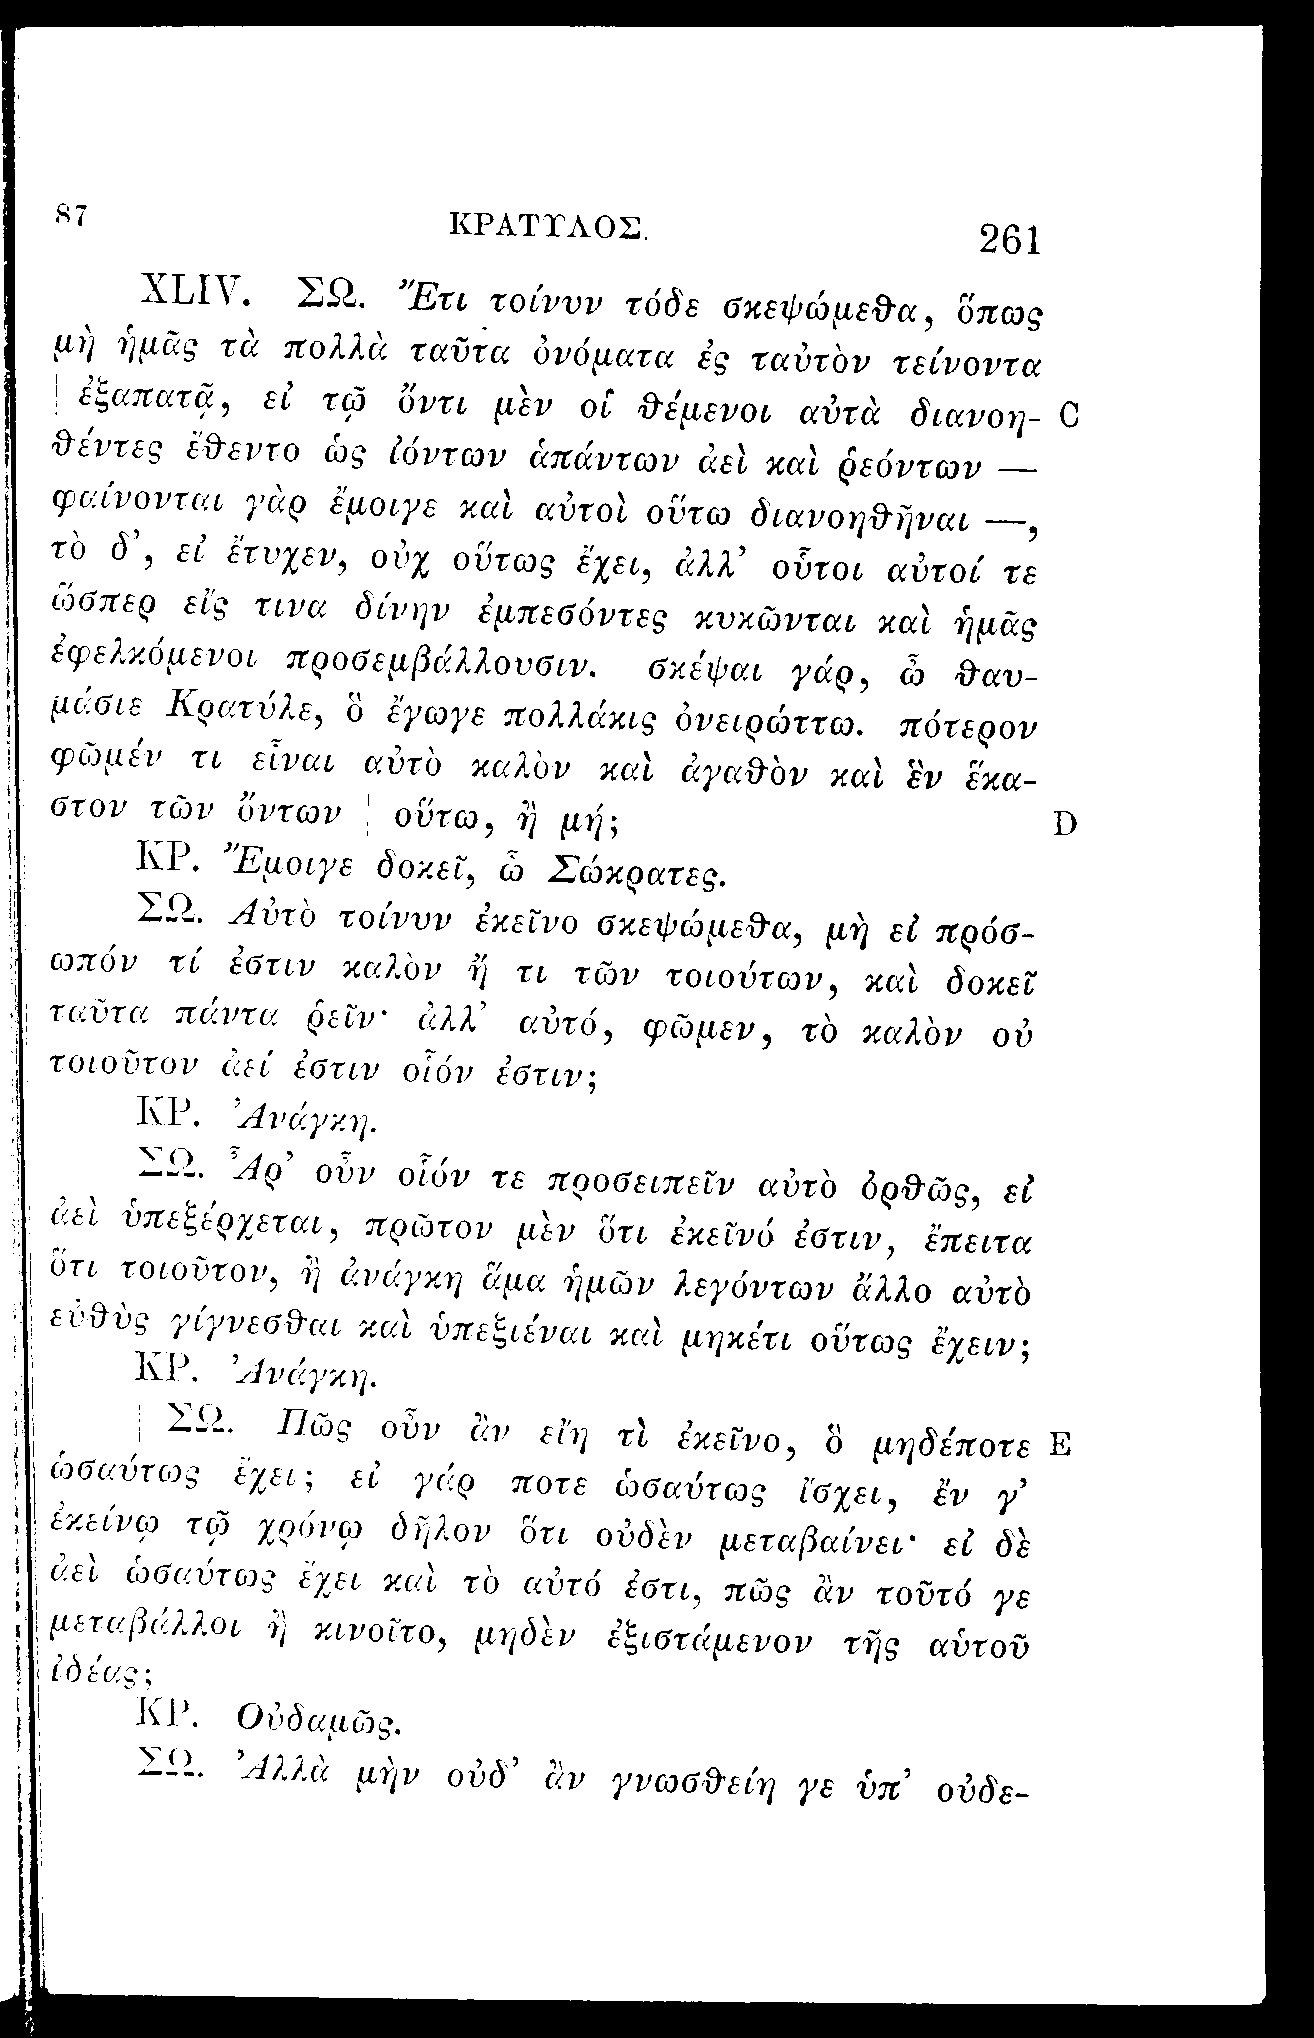 87 ΚΡΑΤΥΛΟΣ. 261
XLIV. ΣΩ. Ἔτι τοίνυν τόδε σκεψώμεθα, ὅπως
μὴ ἡμᾶς τὰ πολλὰ ταῦτα ὀνόματα ἐς ταὐτὸν τείνοντα
| ἐξαπατᾷ, εἰ τῷ ὄντι μὲν οἱ θέμενοι αὐτὰ διανοη- C
θέντες ἔθεντο ὡς ἰόντων ἁπάντων ἀεὶ καὶ ῥεόντων —
φαίνονται γὰρ ἔμοιγε καὶ αὐτοὶ οὕτω διανοηθῆναι —,
τὸ δ’, εἰ ἔτυχεν, οὐχ οὕτως ἔχει, ἀλλ’ οὗτοι αὐτοί τε
ὥσπερ εἴς τινα δίνην ἐμπεσόντες κυκῶνται καὶ ἡμᾶς
ἐφελκόμενοι προσεμβάλλουσιν. σκέψαι γάρ, ὦ θαυ-
μάσιε Κρατύλε, ὃ ἔγωγε πολλάκις ὀνειρώττω. πότερον
φῶμέν τι εἶναι αὐτὸ καλὸν καὶ ἀγαθὸν καὶ ἓν ἕκα-
στον τῶν ὄντων | οὕτω, ἢ μή; D
ΚΡ. Ἔμοιγε δοκεῖ, ὦ Σώκρατες.
ΣΩ. Αὐτὸ τοίνυν ἐκεῖνο σκεψώμεθα, μὴ εἰ πρόσ-
ωπόν τί ἐστιν καλὸν ἤ τι τῶν τοιούτων, καὶ δοκεῖ
ταῦτα πάντα ῥεῖν· ἀλλ’ αὐτό, φῶμεν, τὸ καλὸν οὐ
τοιοῦτον ἀεί ἐστιν οἷόν ἐστιν;
ΚΡ. Ἀνάγκη.
ΣΩ. Ἆρ’ οὖν οἷόν τε προσειπεῖν αὐτὸ ὀρθῶς, εἰ
ἀεὶ ὑπεξέρχεται, πρῶτον μὲν ὅτι ἐκεῖνό ἐστιν, ἔπειτα
ὅτι τοιοῦτον, ἢ ἀνάγκη ἅμα ἡμῶν λεγόντων ἄλλο αὐτὸ
εὐθὺς γίγνεσθαι καὶ ὑπεξιέναι καὶ μηκέτι οὕτως ἔχειν;
ΚΡ. Ἀνάγκη.
| ΣΩ. Πῶς οὖν ἂν εἴη τὶ ἐκεῖνο, ὃ μηδέποτε E
ὡσαύτως ἔχει; εἰ γάρ ποτε ὡσαύτως ἴσχει, ἔν γ’
ἐκείνῳ τῷ χρόνῳ δῆλον ὅτι οὐδὲν μεταβαίνει· εἰ δὲ
ἀεὶ ὡσαύτως ἔχει καὶ τὸ αὐτό ἐστι, πῶς ἂν τοῦτό γε
μεταβάλλοι ἢ κινοῖτο, μηδὲν ἐξιστάμενον τῆς αὑτοῦ
ἰδέας;
ΚΡ. Οὐδαμῶς.
ΣΩ. Ἀλλὰ μὴν οὐδ’ ἂν γνωσθείη γε ὑπ’ οὐδε-